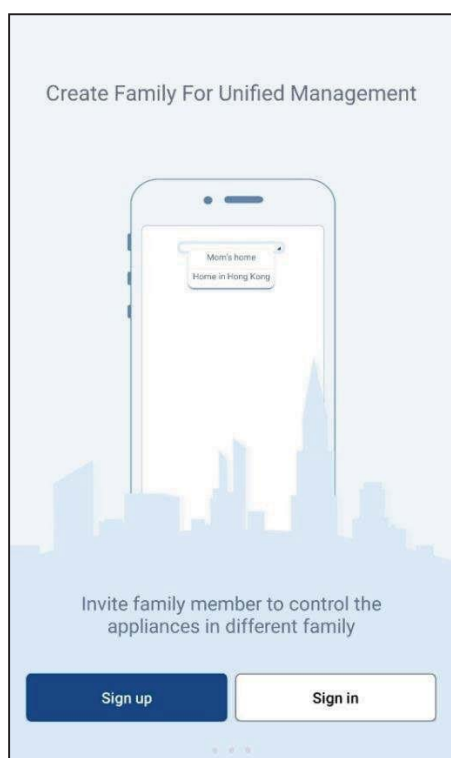 Create Family For Unified Management
Mom's home
Home in Hong Kong
Invite family member to control the
appliances in different family
Sign up
Sign in